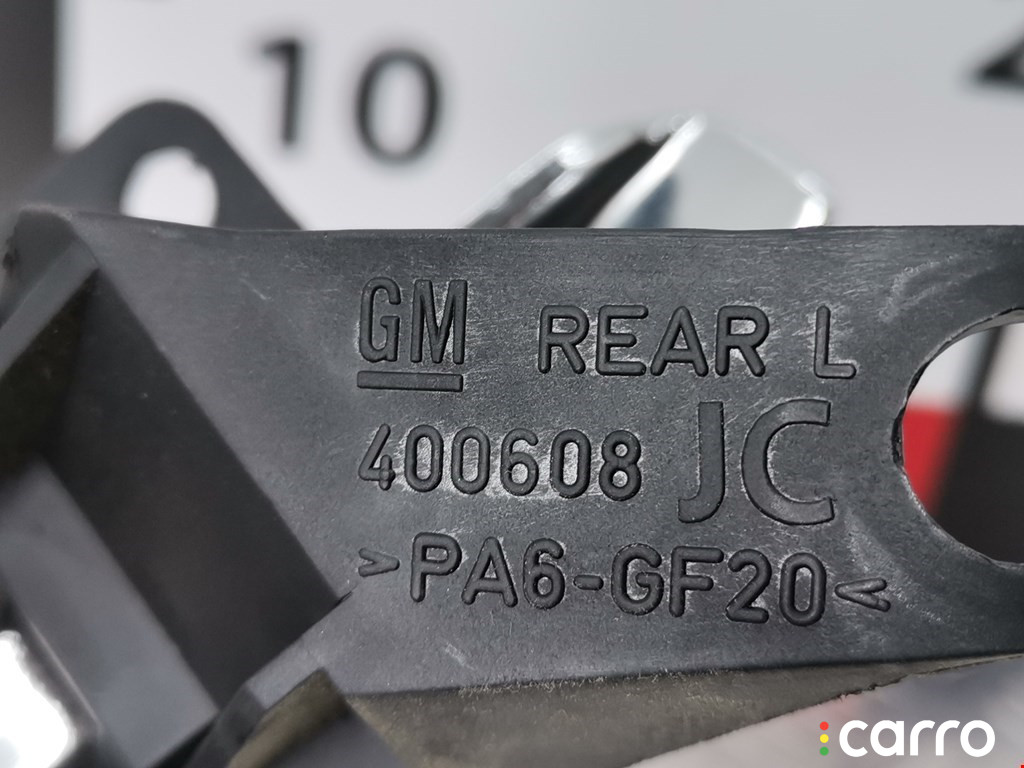 10
GM REAR L
400608 JC
>PA6-GF20<
carro